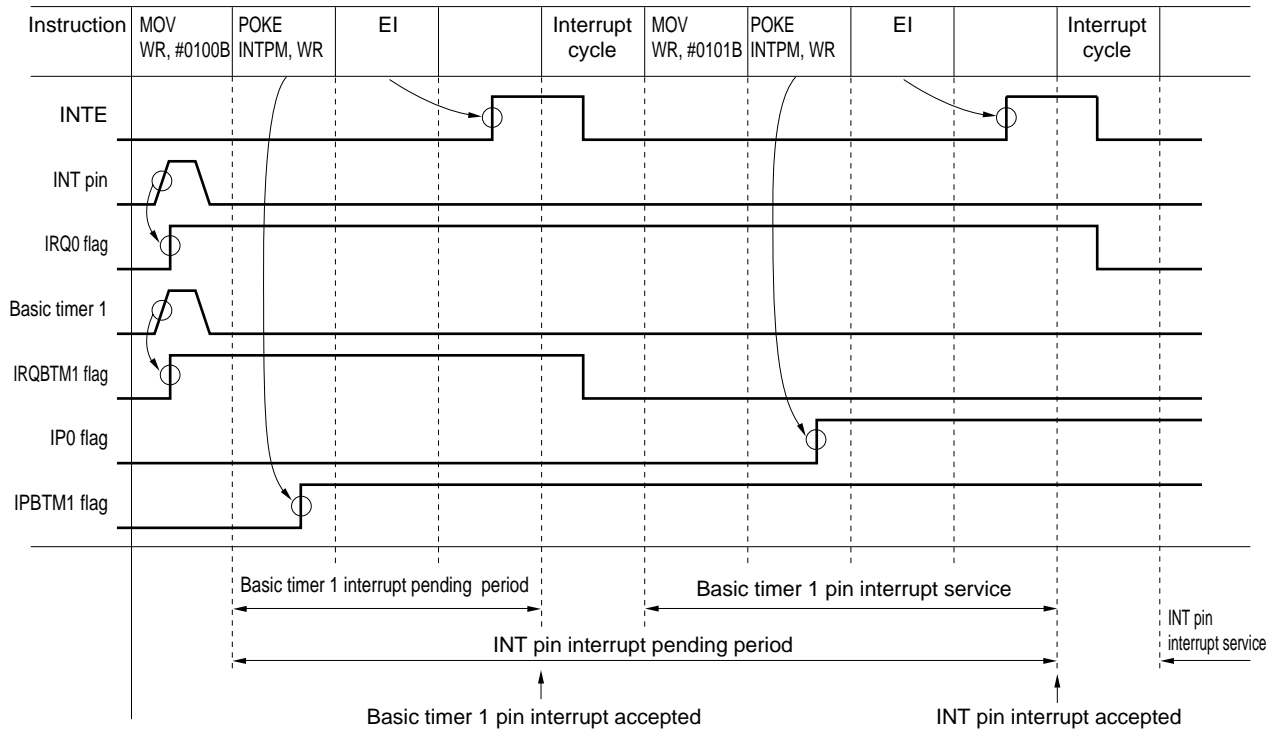 Instruction
MOV
WR, #0100B
POKE
INTPM, WR
EI
Interrupt
cycle
MOV
WR, #0101B
POKE
INTPM, WR
EI
Interrupt
cycle
INTE
INT pin
IRQ0 flag
Basic timer 1
IRQBTM1 flag
IP0 flag
IPBTM1 flag
Basic timer 1 interrupt pending period
Basic timer 1 pin interrupt service
INT pin
interrupt service
INT pin interrupt pending period
Basic timer 1 pin interrupt accepted
INT pin interrupt accepted